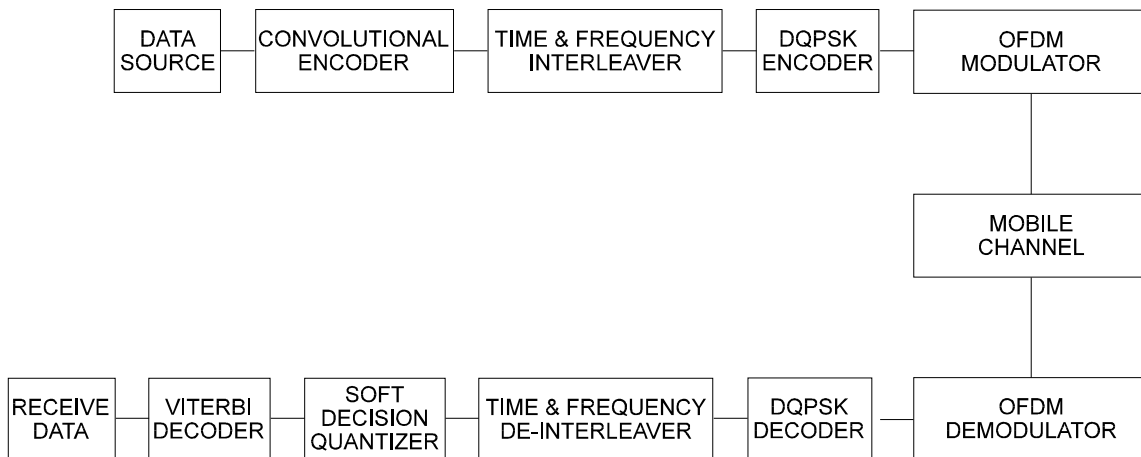 DATA
SOURCE
CONVOLUTIONAL
ENCODER
TIME & FREQUENCY
INTERLEAVER
DQPSK
ENCODER
OFDM
MODULATOR
MOBILE
CHANNEL
RECEIVE
DATA
VITERBI
DECODER
SOFT
DECISION
QUANTIZER
TIME & FREQUENCY
DE-INTERLEAVER
DQPSK
DECODER
OFDM
DEMODULATOR